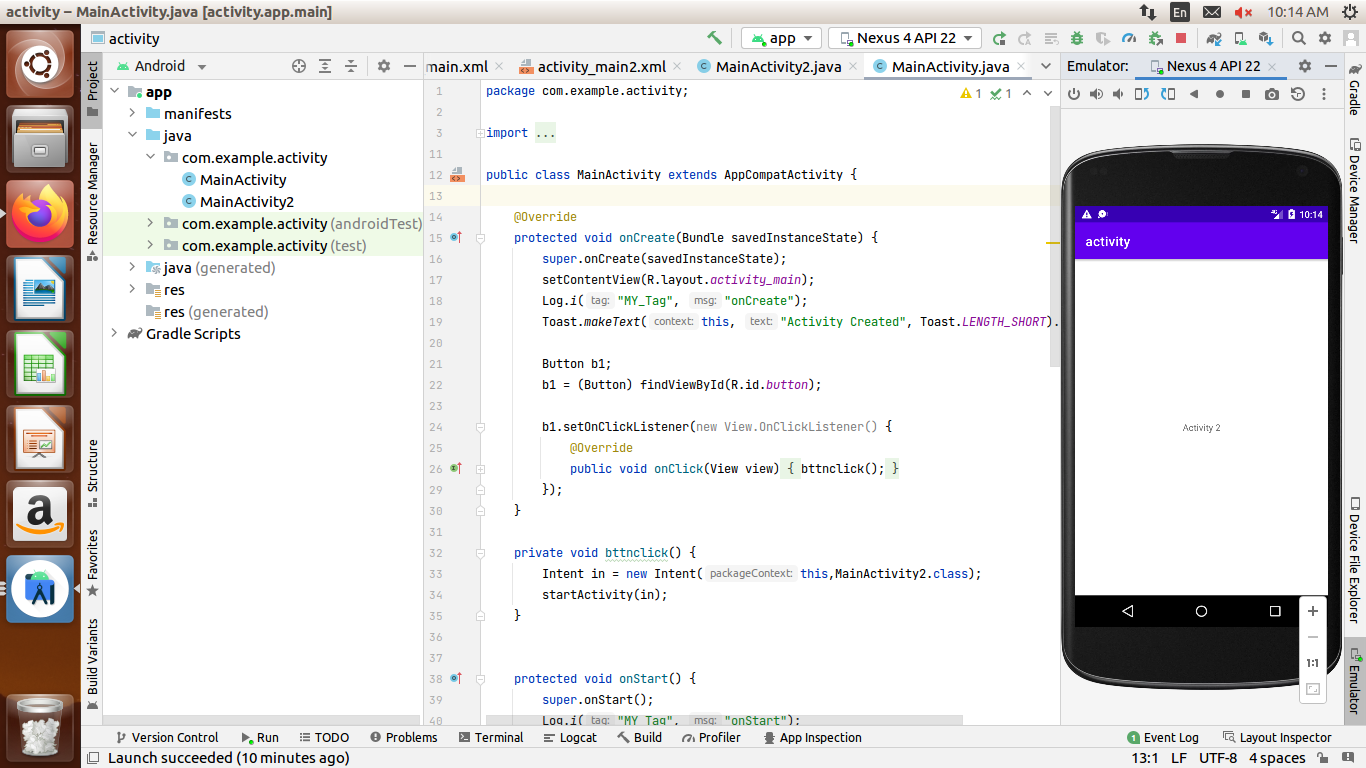 activity – MainActivity.java [activity.app.main]
En
10:14 AM
activity
app
Nexus 4 API 22
Project
Resource Manager
Structure
Favorites
Build Variants
Android
app
manifests
java
com.example.activity
MainActivity
MainActivity2
com.example.activity (androidTest)
com.example.activity (test)
java (generated)
res
res (generated)
Gradle Scripts
main.xml
activity_main2.xml
MainActivity2.java
MainActivity.java
1 1
1 package com.example.activity;
2
3 import ...
11
12 public class MainActivity extends AppCompatActivity {
13
14 @Override
15 protected void onCreate(Bundle savedInstanceState) {
16 super.onCreate(savedInstanceState);
17 setContentView(R.layout.activity_main);
18 Log.i( tag: "MY_Tag", msg: "onCreate");
19 Toast.makeText( context: this, text: "Activity Created", Toast.LENGTH_SHORT).
20
21 Button b1;
22 b1 = (Button) findViewById(R.id.button);
23
24 b1.setOnClickListener(new View.OnClickListener() {
25 @Override
26 public void onClick(View view) { bttnclick(); }
29 });
30 }
31
32 private void bttnclick() {
33 Intent in = new Intent( packageContext: this,MainActivity2.class);
34 startActivity(in);
35 }
36
37
38 protected void onStart() {
39 super.onStart();
40 Log.i( tag: "MY_Tag", msg: "onStart");
Emulator:
Nexus 4 API 22
10:14
activity
Activity 2
+
−
1:1
Gradle
Device Manager
Device File Explorer
Emulator
Version Control
Run
TODO
Problems
Terminal
Logcat
Build
Profiler
App Inspection
1 Event Log
Layout Inspector
Launch succeeded (10 minutes ago)
13:1 LF UTF-8 4 spaces